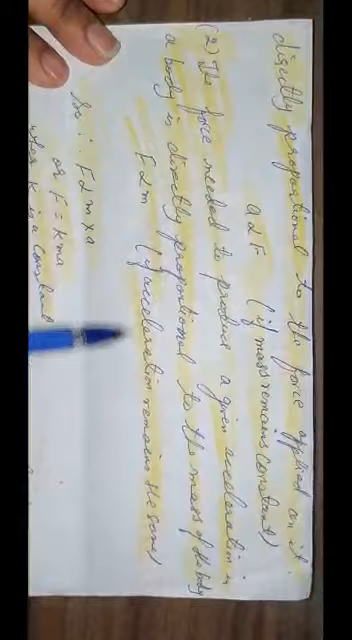 directly proportional to the force applied on it.
a α F (if mass remains constant)
(2) The force needed to produce a given acceleration in
a body is directly proportional to the mass of the body
F α m (if acceleration remains the same)
So, F α m x a
or F = kma
where K is a constant